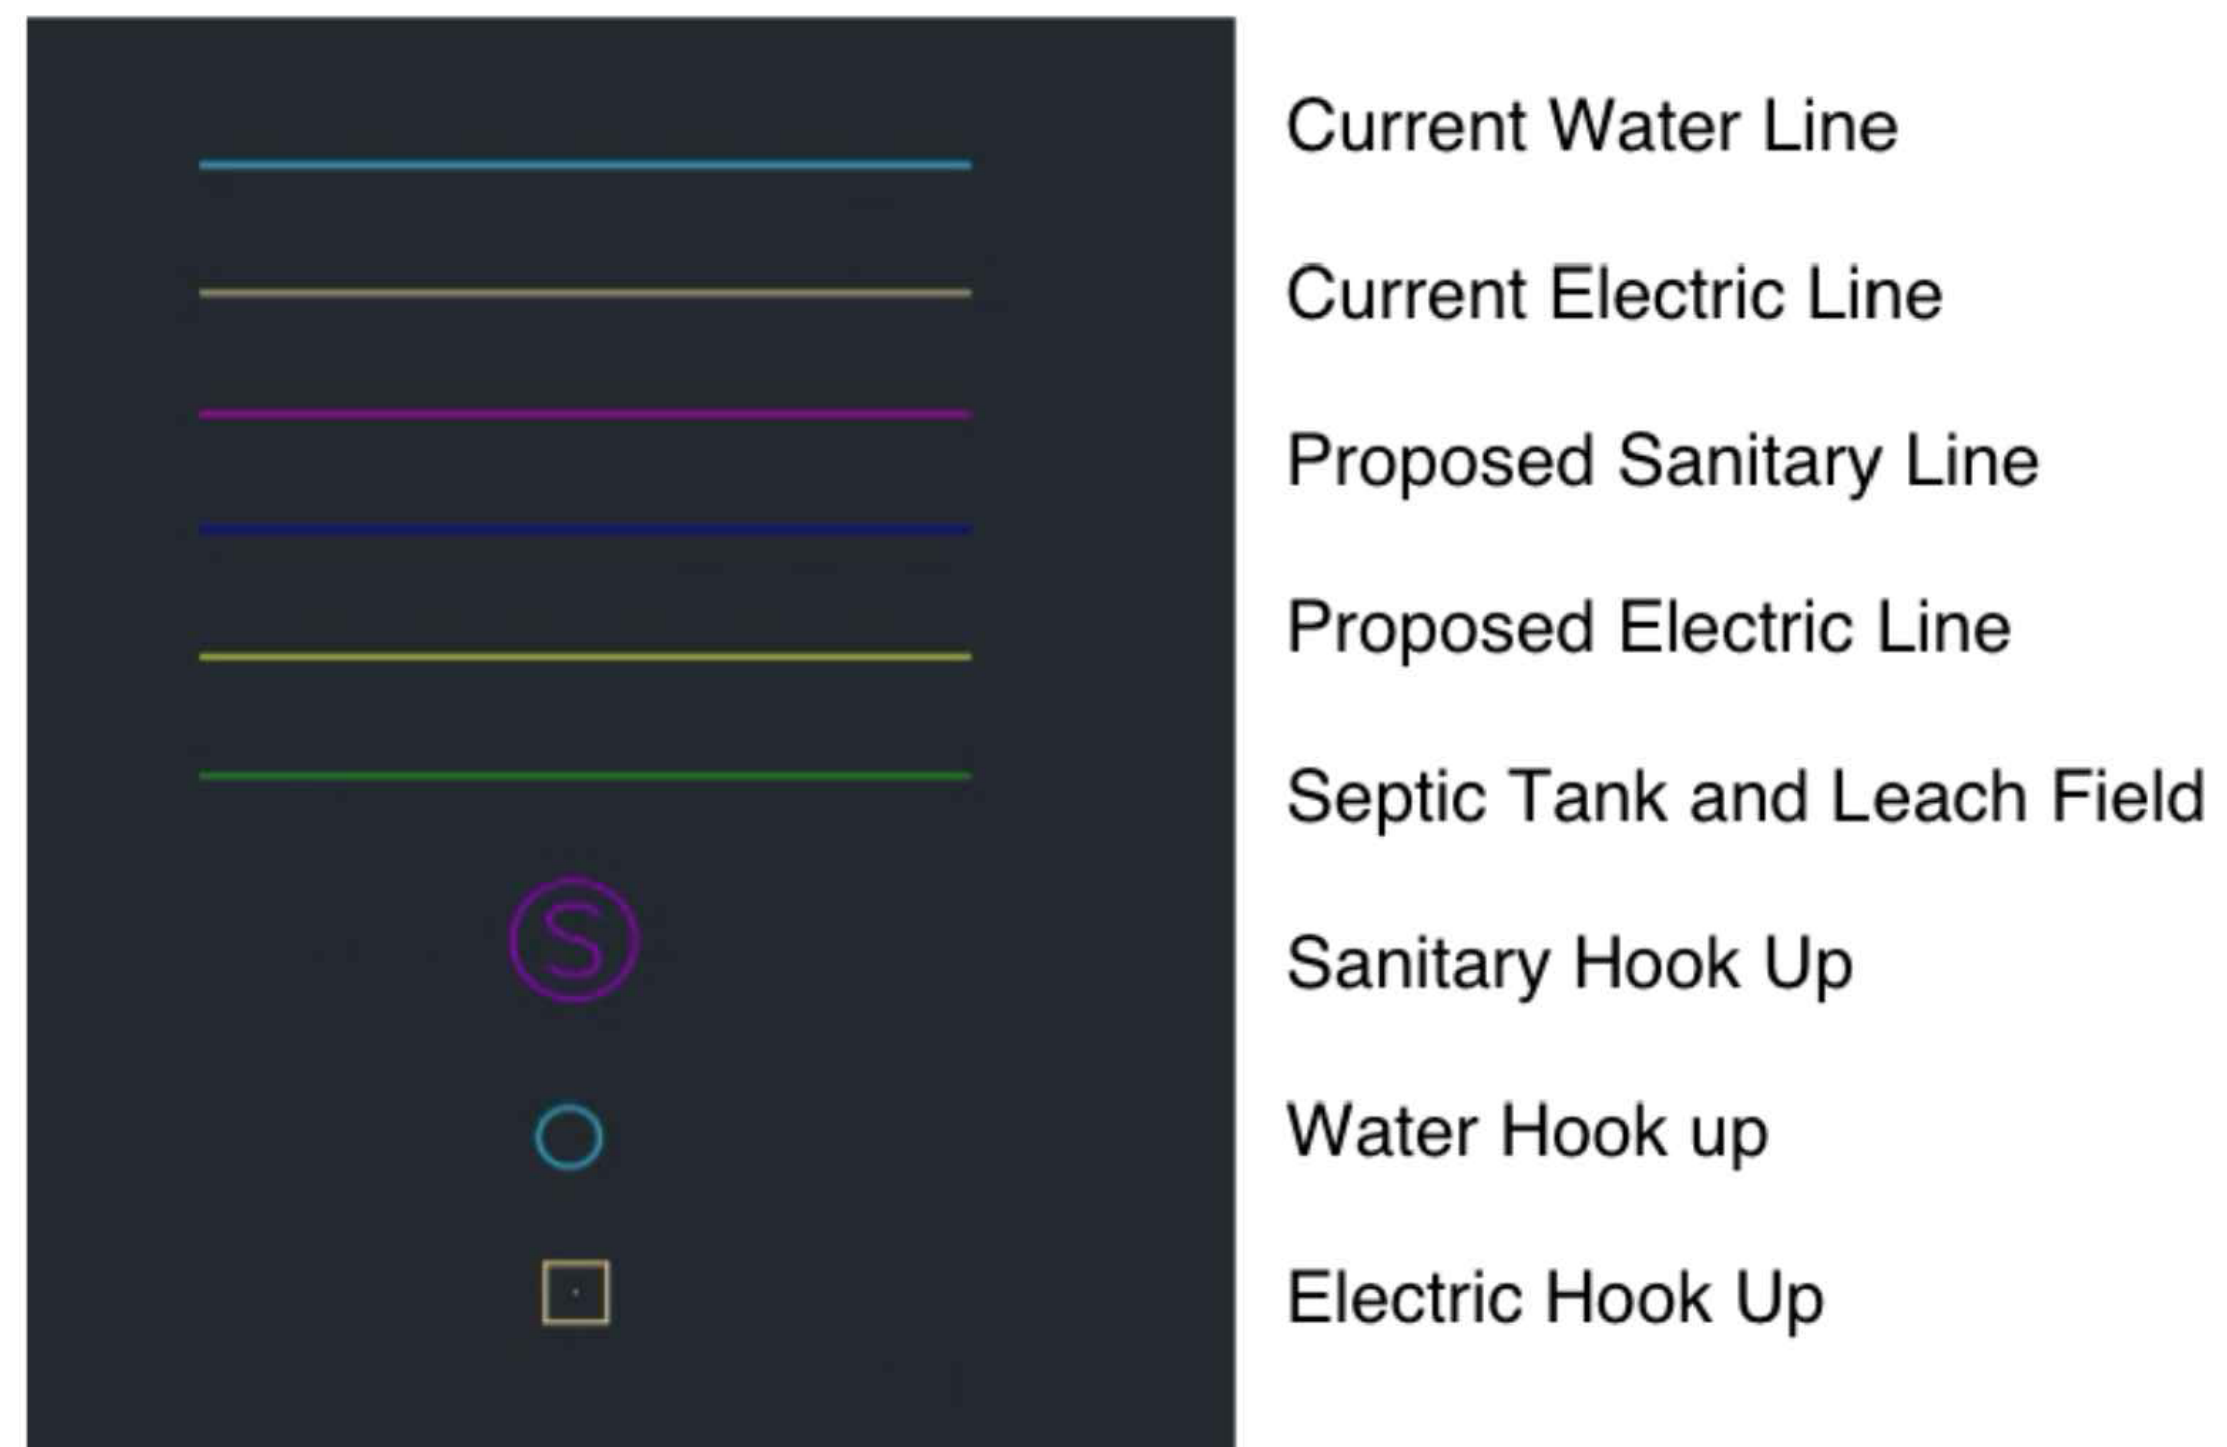 Current Water Line
Current Electric Line
Proposed Sanitary Line
Proposed Electric Line
Septic Tank and Leach Field
S
Sanitary Hook Up
Water Hook up
Electric Hook Up